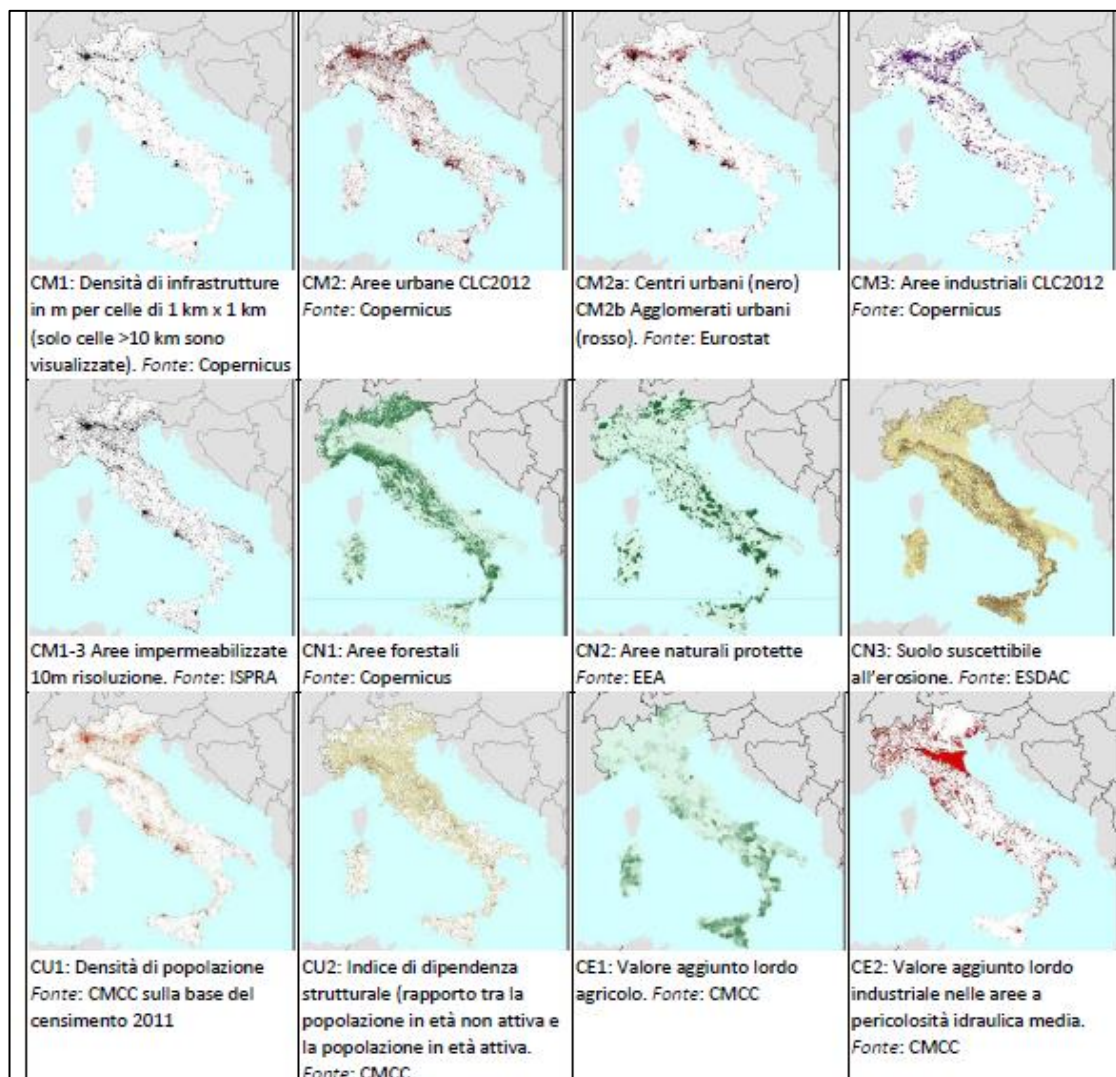 CM1: Densità di infrastrutture
in m per celle di 1 km x 1 km
(solo celle >10 km sono
visualizzate). Fonte: Copernicus
CM2: Aree urbane CLC2012
Fonte: Copernicus
CM2a: Centri urbani (nero)
CM2b Agglomerati urbani
(rosso). Fonte: Eurostat
CM3: Aree industriali CLC2012
Fonte: Copernicus
CM1-3 Aree impermeabilizzate
10m risoluzione. Fonte: ISPRA
CN1: Aree forestali
Fonte: Copernicus
CN2: Aree naturali protette
Fonte: EEA
CN3: Suolo suscettibile
all'erosione. Fonte: ESDAC
CU1: Densità di popolazione
Fonte: CMCC sulla base del
censimento 2011
CU2: Indice di dipendenza
strutturale (rapporto tra la
popolazione in età non attiva e
la popolazione in età attiva.
Fonte: CMCC
CE1: Valore aggiunto lordo
agricolo. Fonte: CMCC
CE2: Valore aggiunto lordo
industriale nelle aree a
pericolosità idraulica media.
Fonte: CMCC